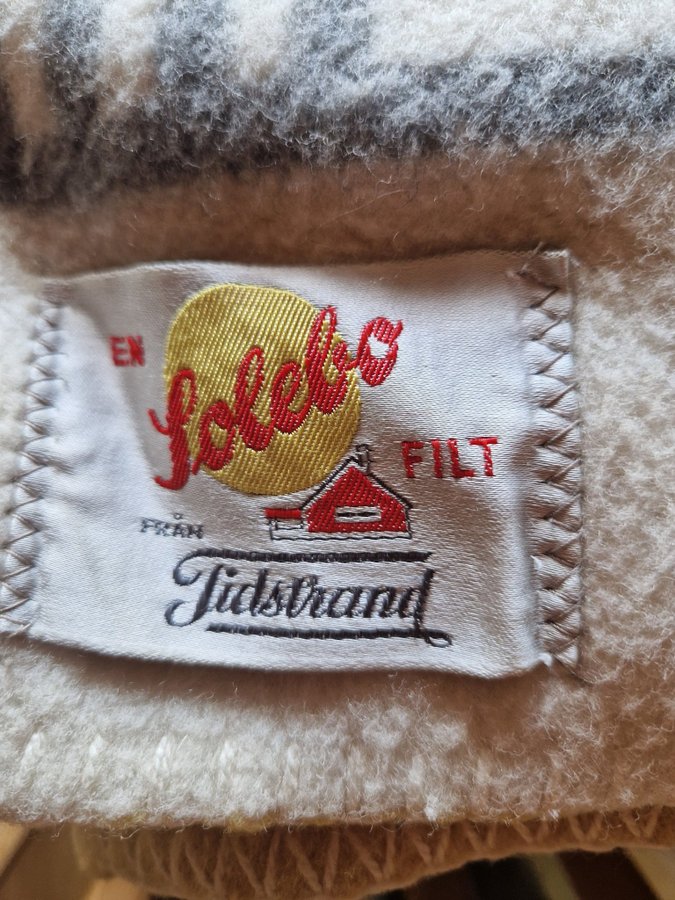 EN
Solebo
FILT
FRÅN
Tidstrand